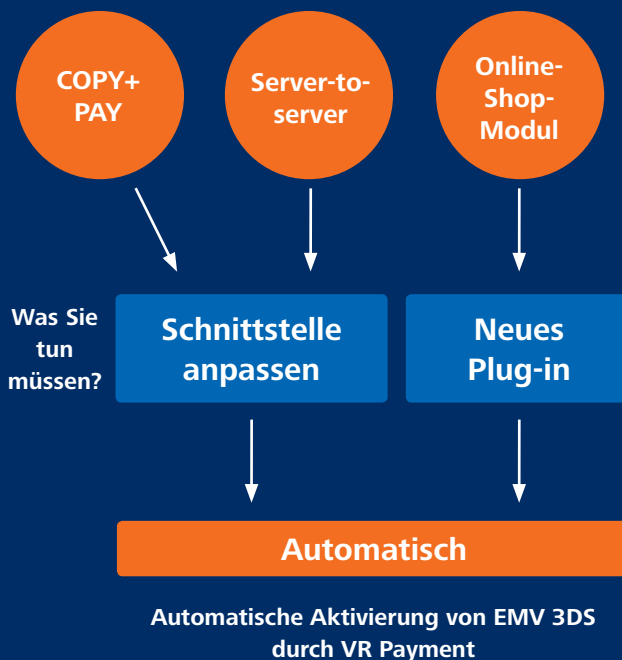 COPY+
PAY
Server-to-
server
Online-
Shop-
Modul
Was Sie
tun
müssen?
Schnittstelle
anpassen
Neues
Plug-in
Automatisch
Automatische Aktivierung von EMV 3DS
durch VR Payment